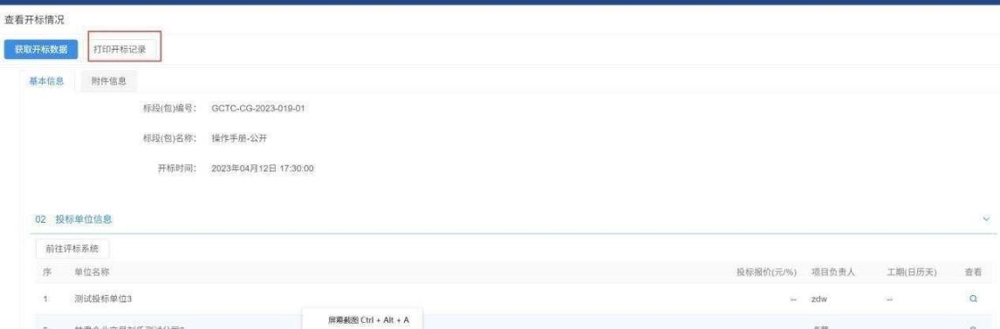 查看开标情况
获取开标数据 打印开标记录
基本信息 附件信息
标段(包)编号： GCTC-CG-2023-019-01
标段(包)名称： 操作手册-公开
开标时间： 2023年04月12日 17:30:00
02 投标单位信息
前往评标系统
序 单位名称 投标报价(元/%) 项目负责人 工期(日历天) 查看
1 测试投标单位3 -- zdw --
屏幕截图 Ctrl + Alt + A